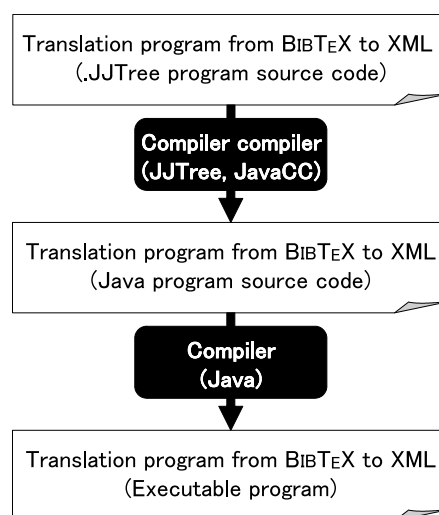 Translation program from BIBTEX to XML
(.JJTree program source code)
Compiler compiler
(JJTree, JavaCC)
Translation program from BIBTEX to XML
(Java program source code)
Compiler
(Java)
Translation program from BIBTEX to XML
(Executable program)